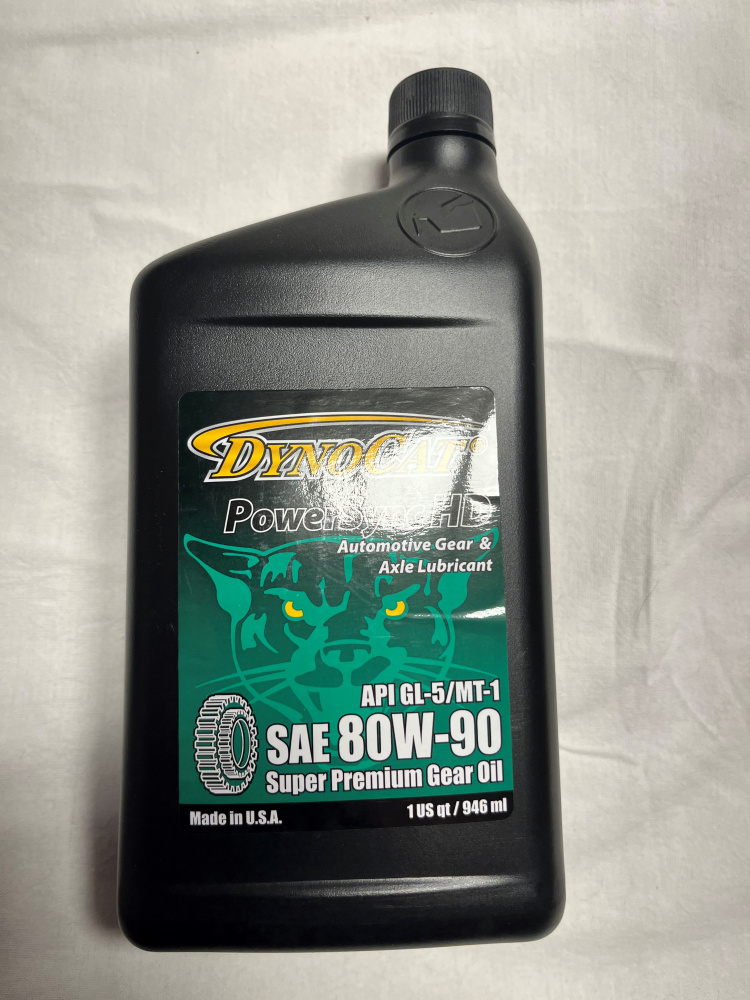 DYNOCAT®
PowerSync HD
Automotive Gear &
Axle Lubricant
API GL-5/MT-1
SAE 80W-90
Super Premium Gear Oil
Made in U.S.A.
1 US qt / 946 ml